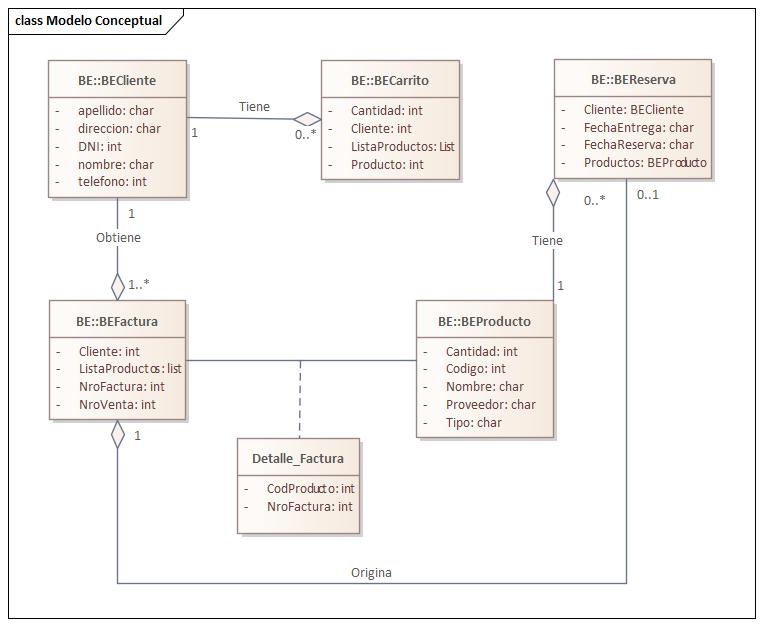 class Modelo Conceptual
BE::BECliente
- apellido: char
- direccion: char
- DNI: int
- nombre: char
- telefono: int
Tiene
1
0..*
BE::BECarrito
- Cantidad: int
- Cliente: int
- ListaProductos: List
- Producto: int
BE::BEReserva
- Cliente: BECliente
- FechaEntrega: char
- FechaReserva: char
- Productos: BEProducto
1
Obtiene
1..*
0..*
0..1
Tiene
1
BE::BEFactura
- Cliente: int
- ListaProductos: list
- NroFactura: int
- NroVenta: int
BE::BEProducto
- Cantidad: int
- Codigo: int
- Nombre: char
- Proveedor: char
- Tipo: char
1
Detalle_Factura
- CodProducto: int
- NroFactura: int
Origina